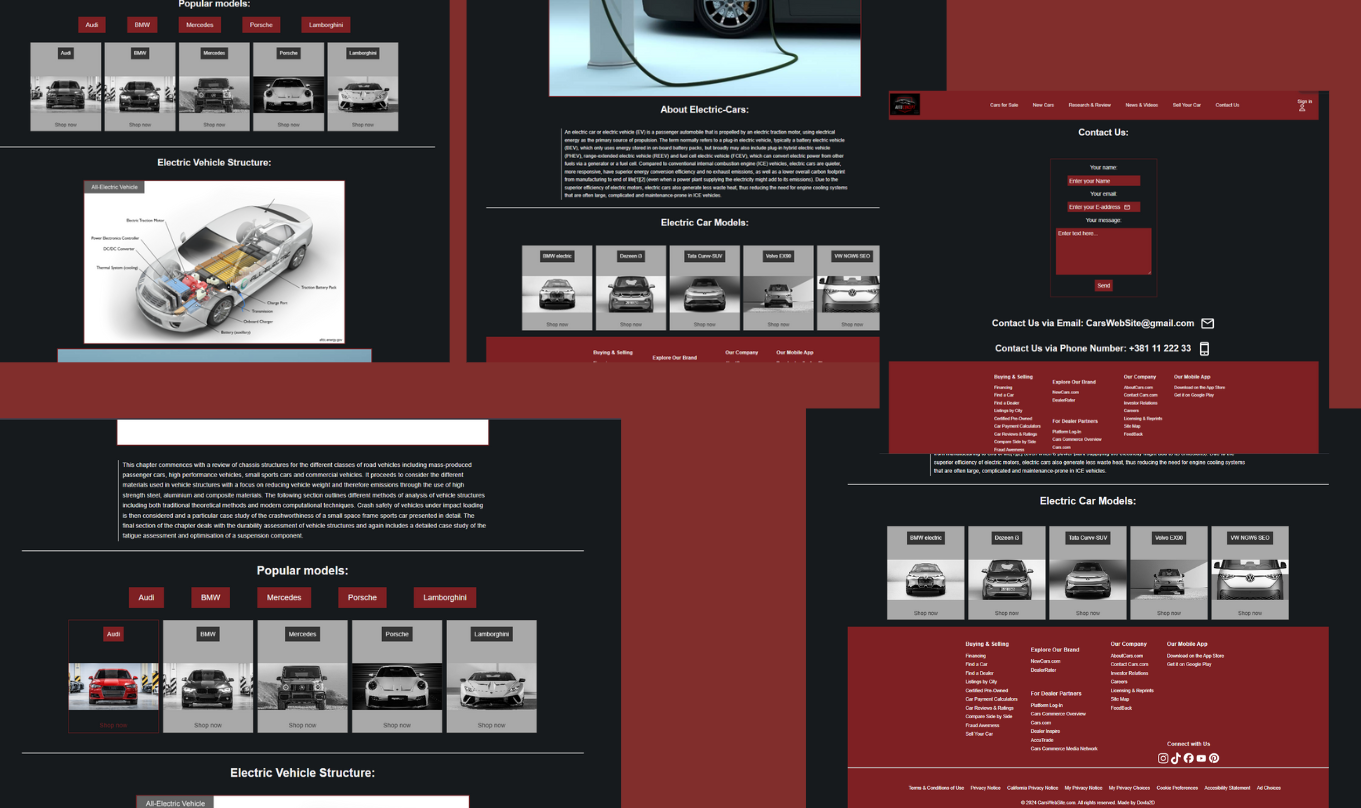 Popular models:
Audi
BMW
Mercedes
Porsche
Lamborghini
Audi
BMW
Mercedes
Porsche
Lamborghini
Shop now
Shop now
Shop now
Shop now
Shop now
Electric Vehicle Structure:
All-Electric Vehicle
Electric Traction Motor
Power Electronics Controller
DC/DC Converter
Thermal System (cooling)
Traction Battery Pack
Charge Port
Transmission
Onboard Charger
Battery (auxiliary)
afdc.energy.gov
About Electric-Cars:
An electric car or electric vehicle (EV) is a passenger automobile that is propelled by an electric traction motor, using electrical
energy as the primary source of propulsion. The term normally refers to a plug-in electric vehicle, typically a battery
(BEV), which only uses energy stored in on-board battery packs, but broadly may also include plug-in hybrid electric vehicle
(PHEV), range-extended electric vehicle (REEV) and fuel cell electric vehicle (FCEV), which can convert electric power from other
fuels via a generator or a fuel cell. Compared to conventional internal combustion engine (ICE) vehicles, electric cars are quieter,
more responsive, have superior energy conversion efficiency and no exhaust emissions, as well as a lower overall carbon footprint
from manufacturing to end of life[1][2] (even when a power plant supplying the electricity might add to its emissions). Due to the
superior efficiency of electric motors, electric cars also generate less waste heat, thus reducing the need for engine cooling systems
that are often large, complicated and maintenance-prone in ICE vehicles.
Electric Car Models:
BMW electric
Dezeen i3
Tata Curvv-SUV
Volvo EX90
VW NGW6 SEO
Shop now
Shop now
Shop now
Shop now
Shop now
Buying & Selling
Explore Our Brand
Our Company
Our Mobile App
Cars for Sale
New Cars
Research & Review
News & Videos
Sell Your Car
Contact Us
Sign in
Contact Us:
Your name:
Enter your Name
Your email:
Enter your E-address
Your message:
Enter text here...
Send
Contact Us via Email: CarsWebSite@gmail.com
Contact Us via Phone Number: +381 11 222 33
Buying & Selling
Financing
Find a Car
Find a Dealer
Listings by City
Certified Pre-Owned
Car Payment Calculators
Car Reviews & Ratings
Compare Side by Side
Fraud Awarness
Explore Our Brand
NewCars.com
DealerRater
For Dealer Partners
Platform Log-In
Cars Commerce Overview
Cars.com
Our Company
AboutCars.com
Contact Cars.com
Investor Relations
Careers
Licensing & Reprints
Site Map
FeedBack
Our Mobile App
Download on the App Store
Get it on Google Play
This chapter commences with a review of chassis structures for the different classes of road vehicles including mass-produced
passenger cars, high performance vehicles, small sports cars and commercial vehicles. It proceeds to consider the different
materials used in vehicle structures with a focus on reducing vehicle weight and therefore emissions through the use of high
strength steel, aluminium and composite materials. The following section outlines different methods of analysis of vehicle structures
including both traditional theoretical methods and modern computational techniques. Crash safety of vehicles under impact loading
is then considered and a particular case study of the crashworthiness of a small space frame sports car presented in detail. The
final section of the chapter deals with the durability assessment of vehicle structures and again includes a detailed case study of the
fatigue assessment and optimisation of a suspension component.
Popular models:
Audi
BMW
Mercedes
Porsche
Lamborghini
Audi
BMW
Mercedes
Porsche
Lamborghini
Shop now
Shop now
Shop now
Shop now
Shop now
Electric Vehicle Structure:
All-Electric Vehicle
superior efficiency of electric motors, electric cars also generate less waste heat, thus reducing the need for engine cooling systems
that are often large, complicated and maintenance-prone in ICE vehicles.
Electric Car Models:
BMW electric
Dezeen i3
Tata Curvv-SUV
Volvo EX90
VW NGW6 SEO
Shop now
Shop now
Shop now
Shop now
Shop now
Buying & Selling
Financing
Find a Car
Find a Dealer
Listings by City
Certified Pre-Owned
Car Payment Calculators
Car Reviews & Ratings
Compare Side by Side
Fraud Awarness
Sell Your Car
Explore Our Brand
NewCars.com
DealerRater
For Dealer Partners
Platform Log-In
Cars Commerce Overview
Cars.com
Dealer Inspire
AccuTrade
Cars Commerce Media Network
Our Company
AboutCars.com
Contact Cars.com
Investor Relations
Careers
Licensing & Reprints
Site Map
FeedBack
Our Mobile App
Download on the App Store
Get it on Google Play
Connect with Us
Terms & Conditions of Use
Privacy Notice
California Privacy Notice
My Privacy Notice
My Privacy Choices
Cookie Preferences
Accessibility Statement
Ad Choices
© 2024 CarsWebSite.com. All rights reserved. Made by Devla2D